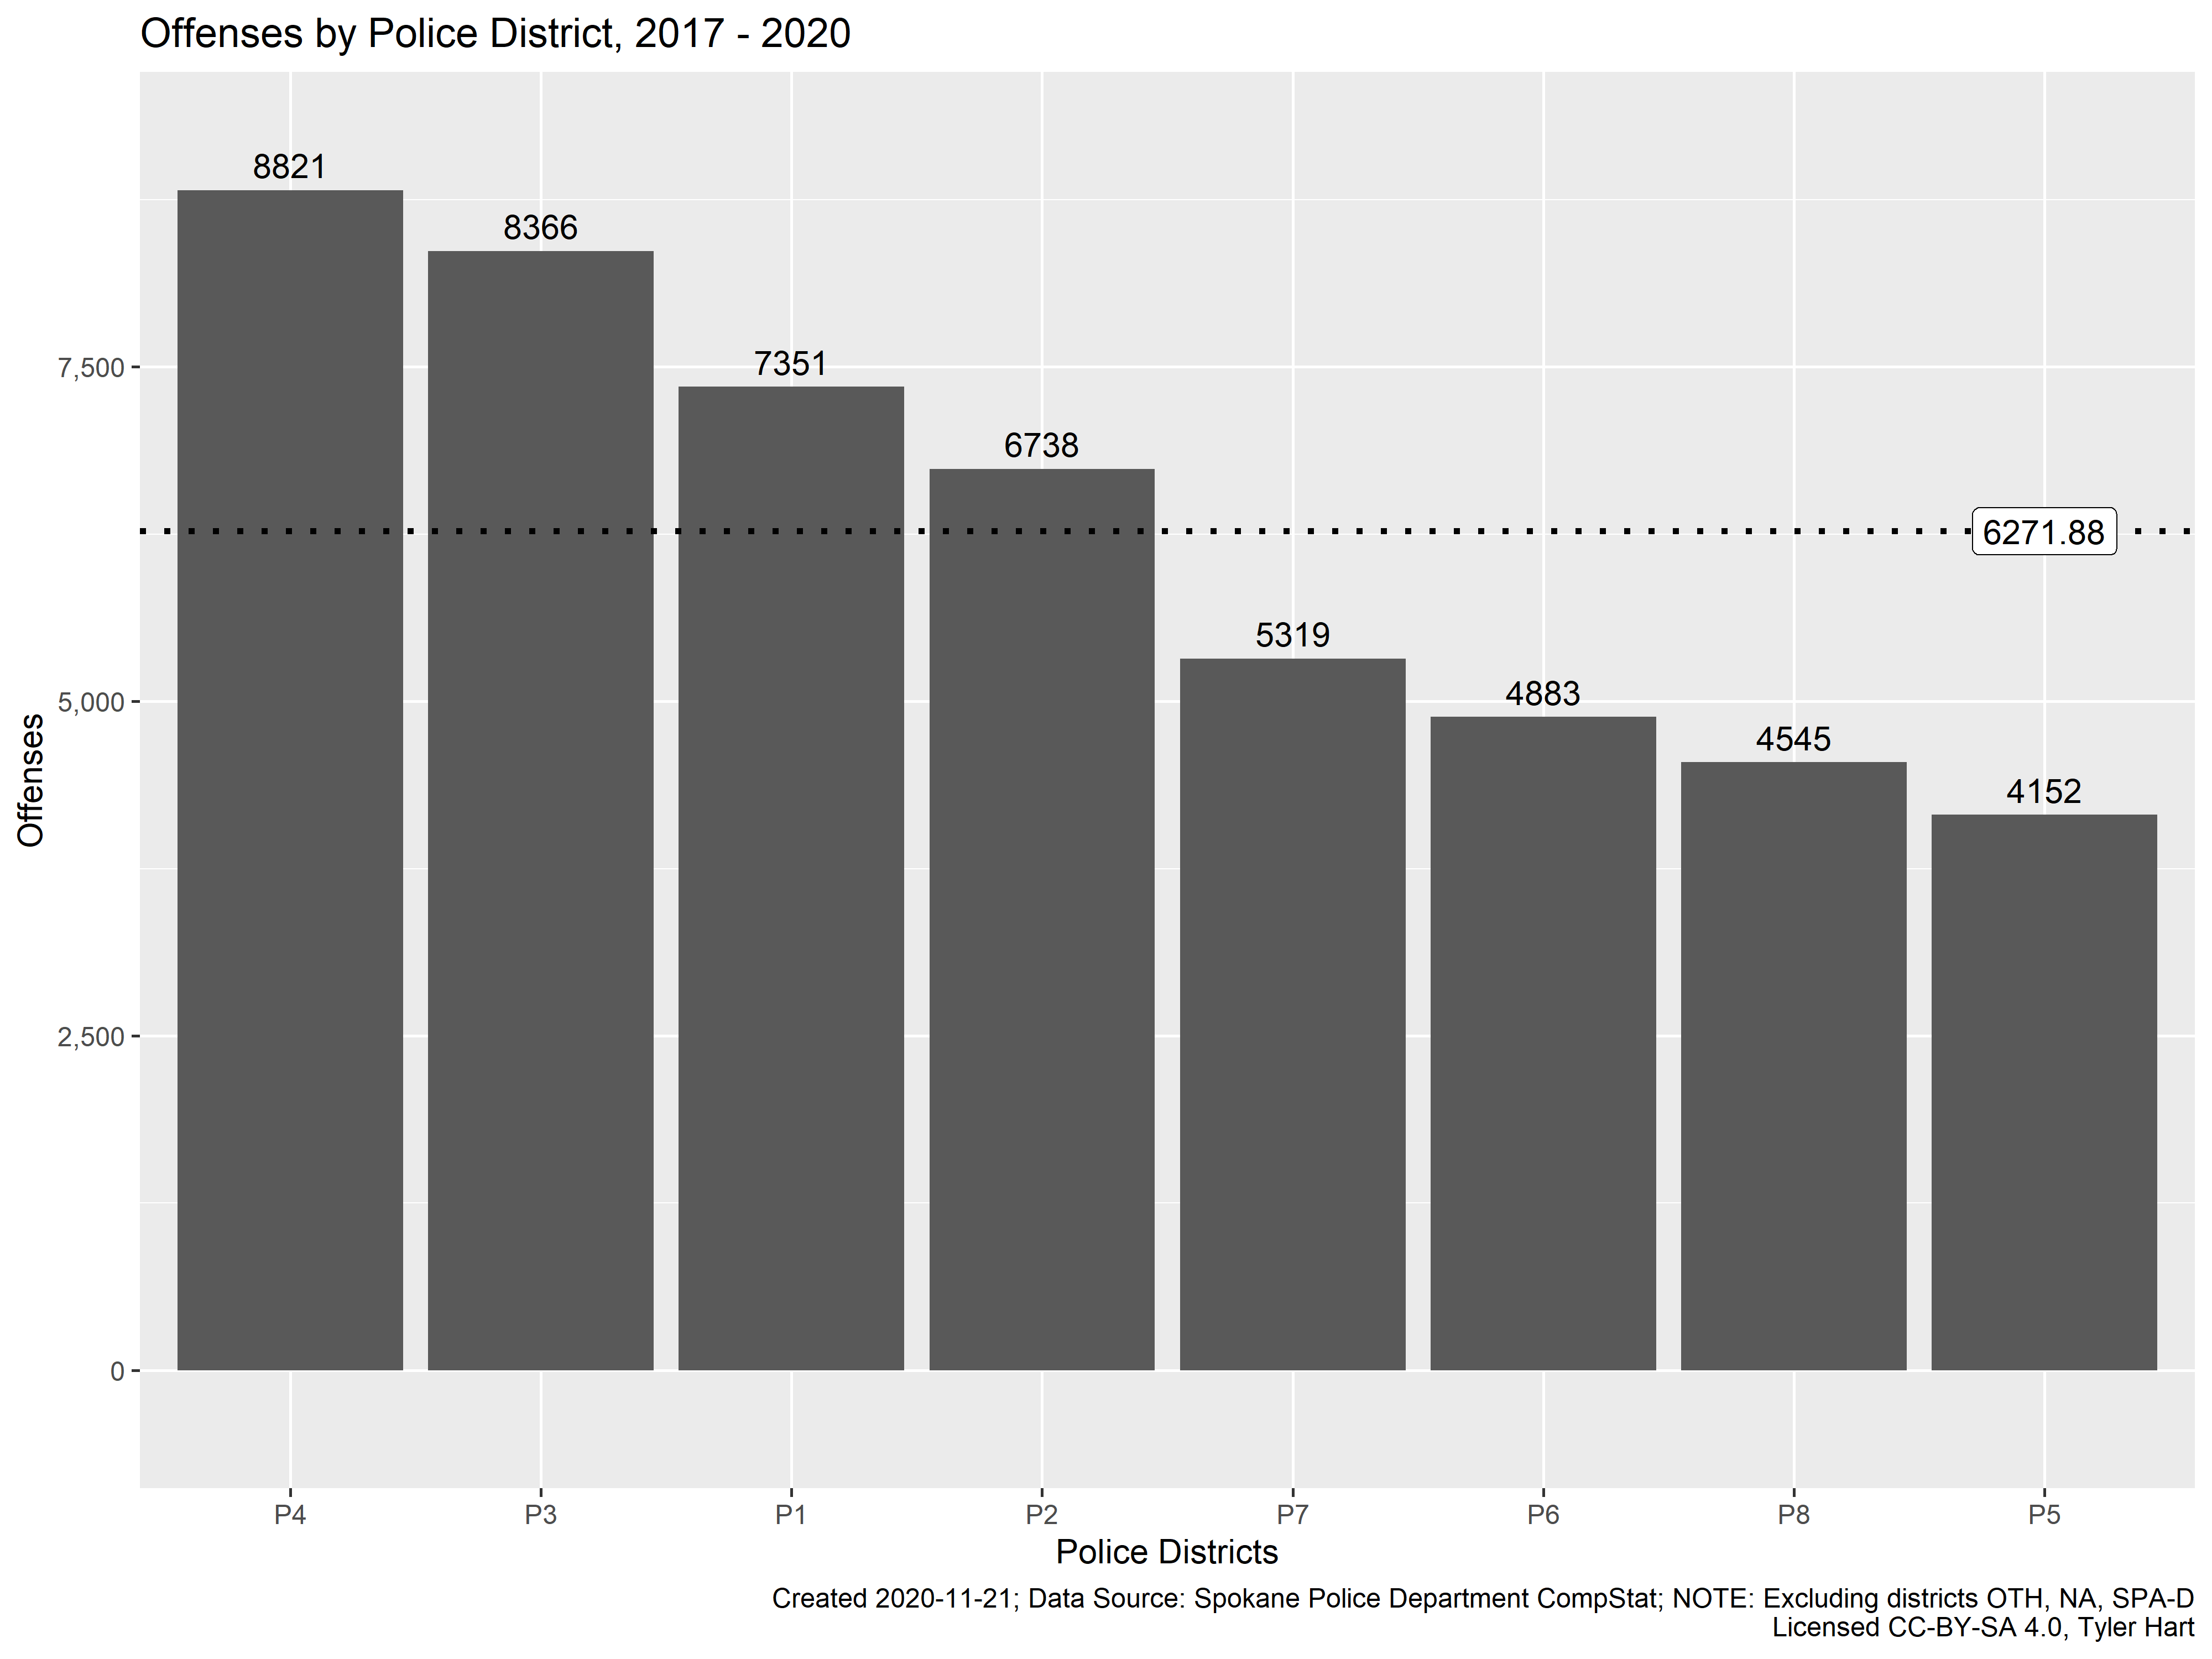 Offenses by Police District, 2017 - 2020
8821
8366
7351
6738
5319
4883
4545
4152
6271.88
7,500
5,000
2,500
0
Offenses
P4 P3 P1 P2 P7 P6 P8 P5
Police Districts
Created 2020-11-21; Data Source: Spokane Police Department CompStat; NOTE: Excluding districts OTH, NA, SPA-D
Licensed CC-BY-SA 4.0, Tyler Hart